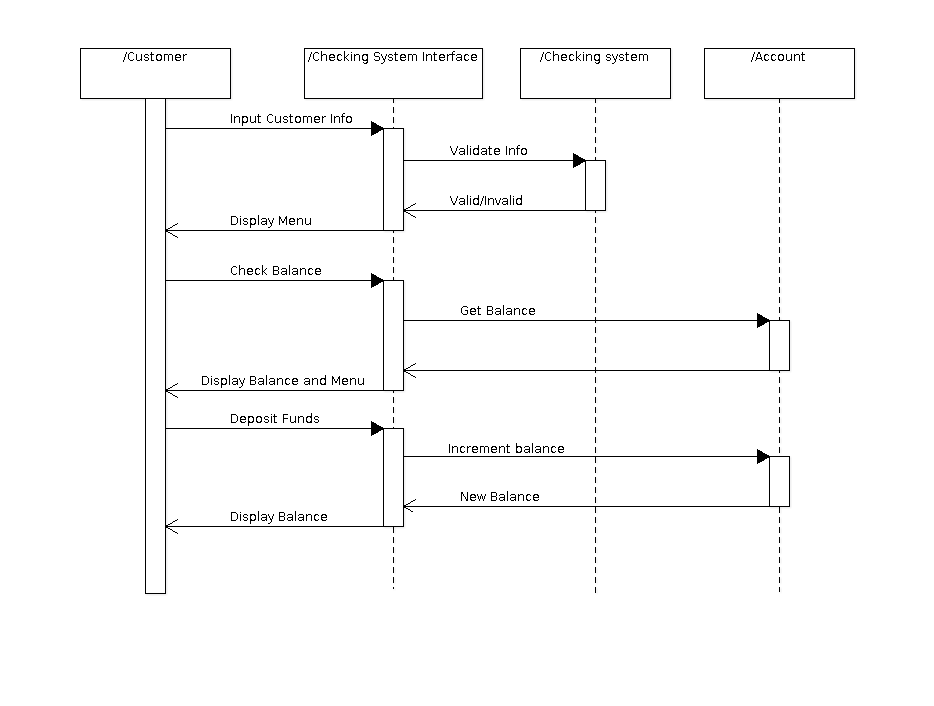 /Customer
/Checking System Interface
/Checking system
/Account
Input Customer Info
Validate Info
Valid/Invalid
Display Menu
Check Balance
Get Balance
Display Balance and Menu
Deposit Funds
Increment balance
New Balance
Display Balance